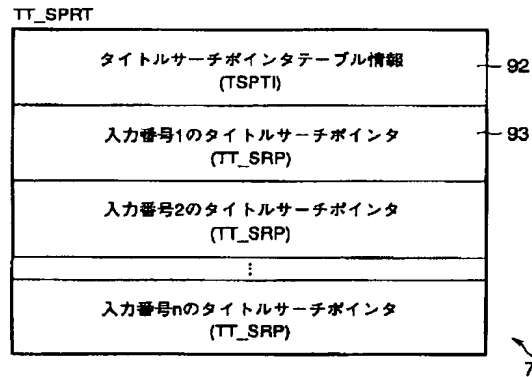 TT_SPRT
タイトルサーチポインタテーブル情報
(TSPTI)
92
入力番号1のタイトルサーチポインタ
(TT_SRP)
93
入力番号2のタイトルサーチポインタ
(TT_SRP)
⋮
入力番号nのタイトルサーチポインタ
(TT_SRP)